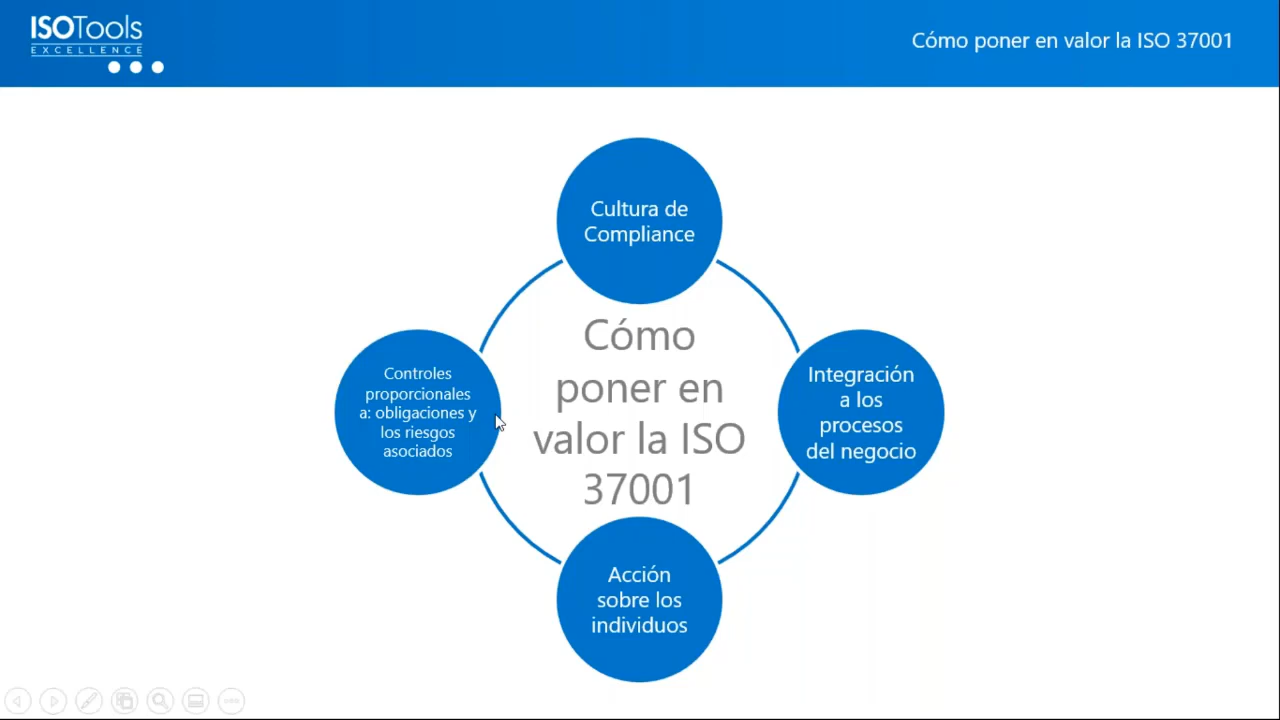 ISOTools
EXCELLENCE
Cómo poner en valor la ISO 37001
Cultura de
Compliance
Cómo
poner en
valor la ISO
37001
Controles
proporcionales
a: obligaciones y
los riesgos
asociados
Integración
a los
procesos
del negocio
Acción
sobre los
individuos